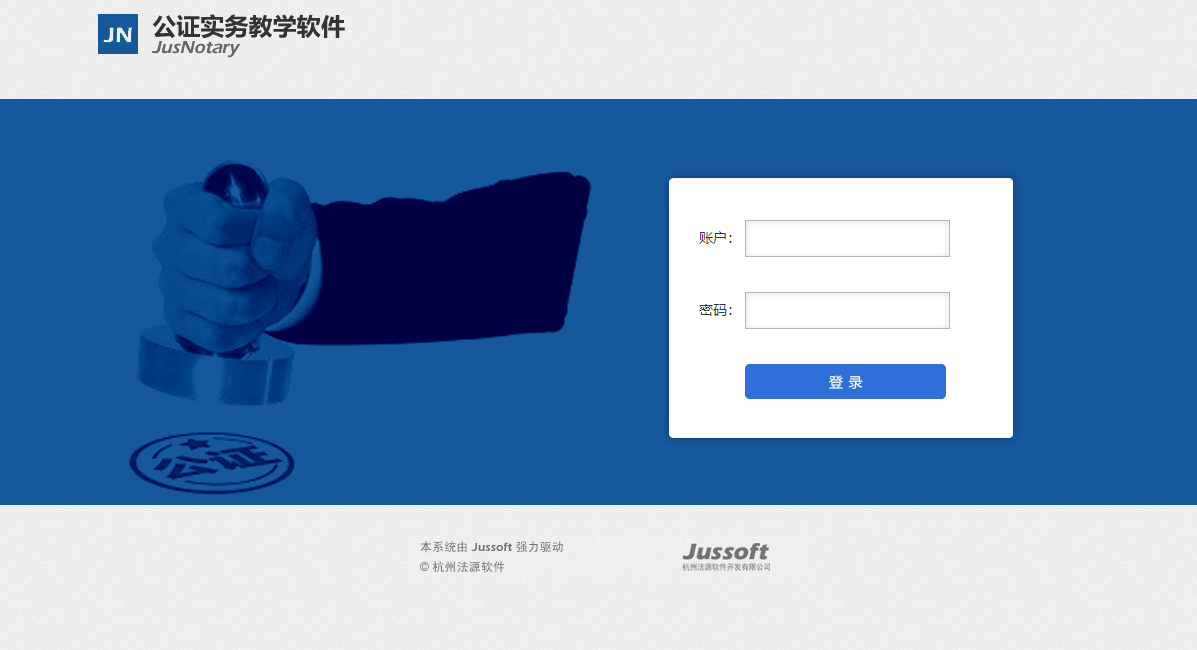 JN
公证实务教学软件
JusNotary
账户：
密码：
登 录
公证
本系统由 Jussoft 强力驱动
© 杭州法源软件
Jussoft
杭州法源软件开发有限公司